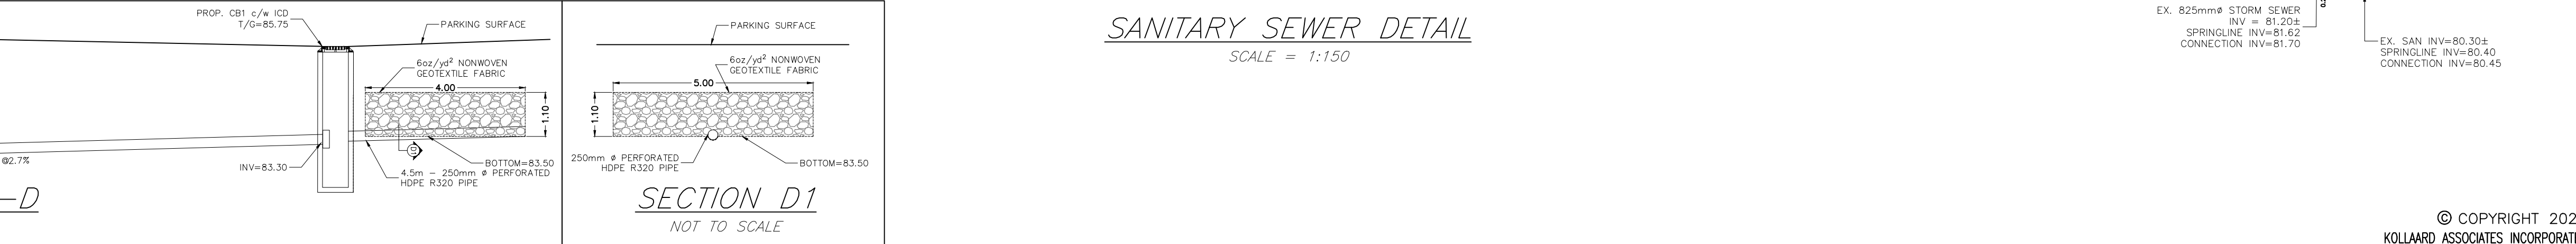 PROP. CB1 c/w ICD
T/G=85.75
PARKING SURFACE
6oz/yd² NONWOVEN
GEOTEXTILE FABRIC
4.00
1.10
@2.7%
INV=83.30
BOTTOM=83.50
4.5m - 250mm ø PERFORATED
HDPE R320 PIPE
D1
-D
PARKING SURFACE
6oz/yd² NONWOVEN
GEOTEXTILE FABRIC
5.00
1.10
250mm ø PERFORATED
HDPE R320 PIPE
BOTTOM=83.50
SECTION D1
NOT TO SCALE
SANITARY SEWER DETAIL
SCALE = 1:150
EX. 825mmø STORM SEWER
INV = 81.20±
SPRINGLINE INV=81.62
CONNECTION INV=81.70
EX. SAN INV=80.30±
SPRINGLINE INV=80.40
CONNECTION INV=80.45
© COPYRIGHT 202
KOLLAARD ASSOCIATES INCORPORATI